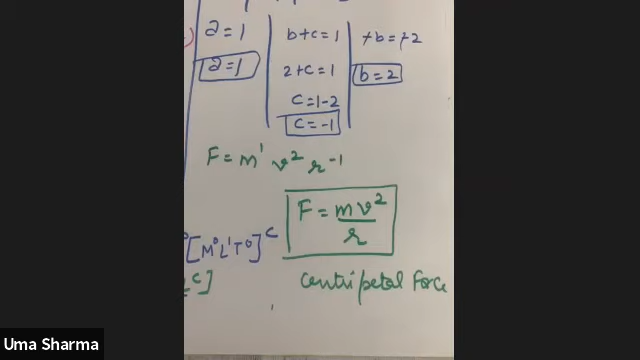 a = 1
b+c = 1
-b = -2
a = 1
2+c = 1
b = 2
c = 1-2
c = -1
F = m¹ v² r⁻¹
F = mv²/r
[M⁰L¹T⁰]ᶜ
c]
centripetal Force
Uma Sharma